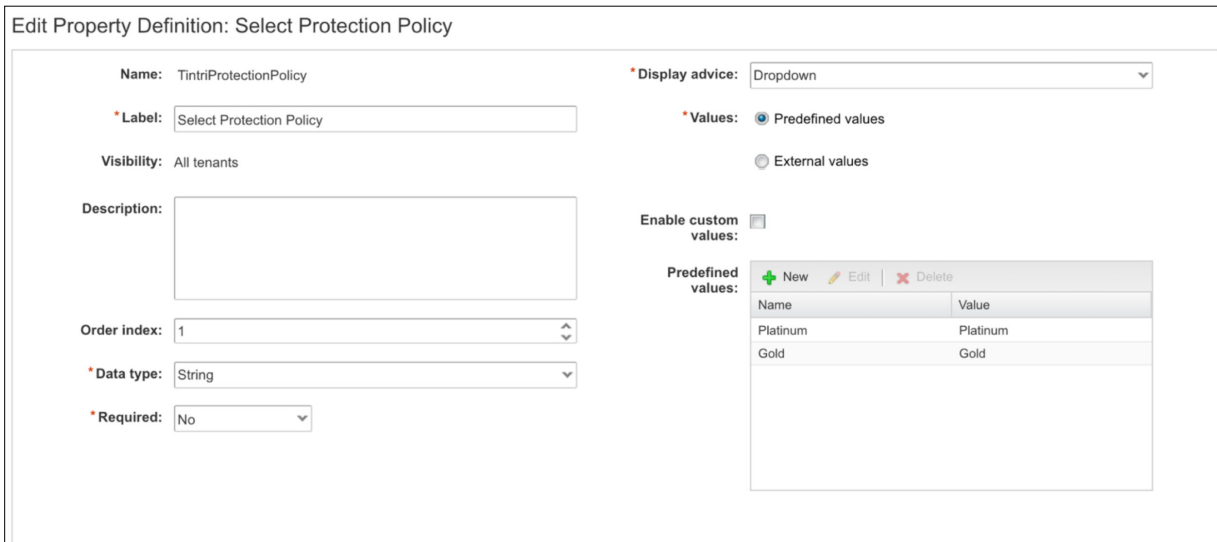 Edit Property Definition: Select Protection Policy
Name: TintriProtectionPolicy
* Label: Select Protection Policy
Visibility: All tenants
Description:
Order index: 1
* Data type: String
* Required: No
* Display advice: Dropdown
* Values: Predefined values
External values
Enable custom
values:
Predefined
values:
New Edit Delete
Name Value
Platinum Platinum
Gold Gold